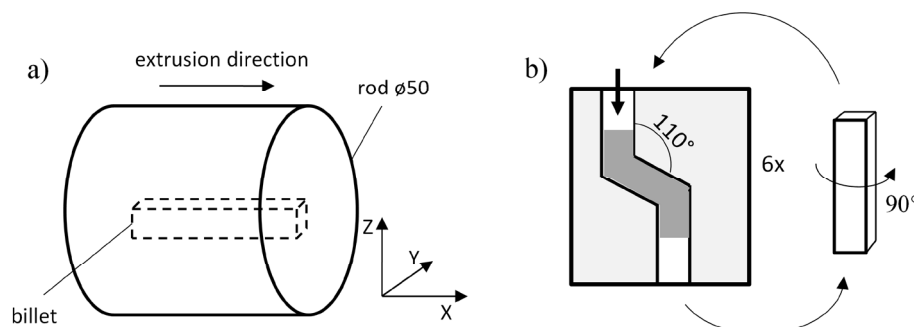 a)
extrusion direction
rod ø50
billet
Z
Y
X
b)
110°
6x
90°